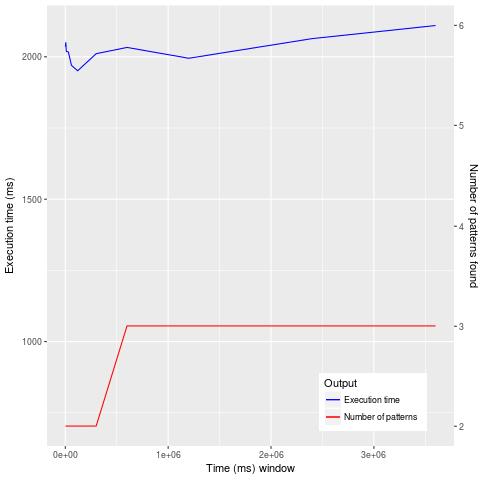 Execution time (ms)
2000
1500
1000
6
5
4
3
2
Number of patterns found
Output
Execution time
Number of patterns
0e+00
1e+06
2e+06
3e+06
Time (ms) window